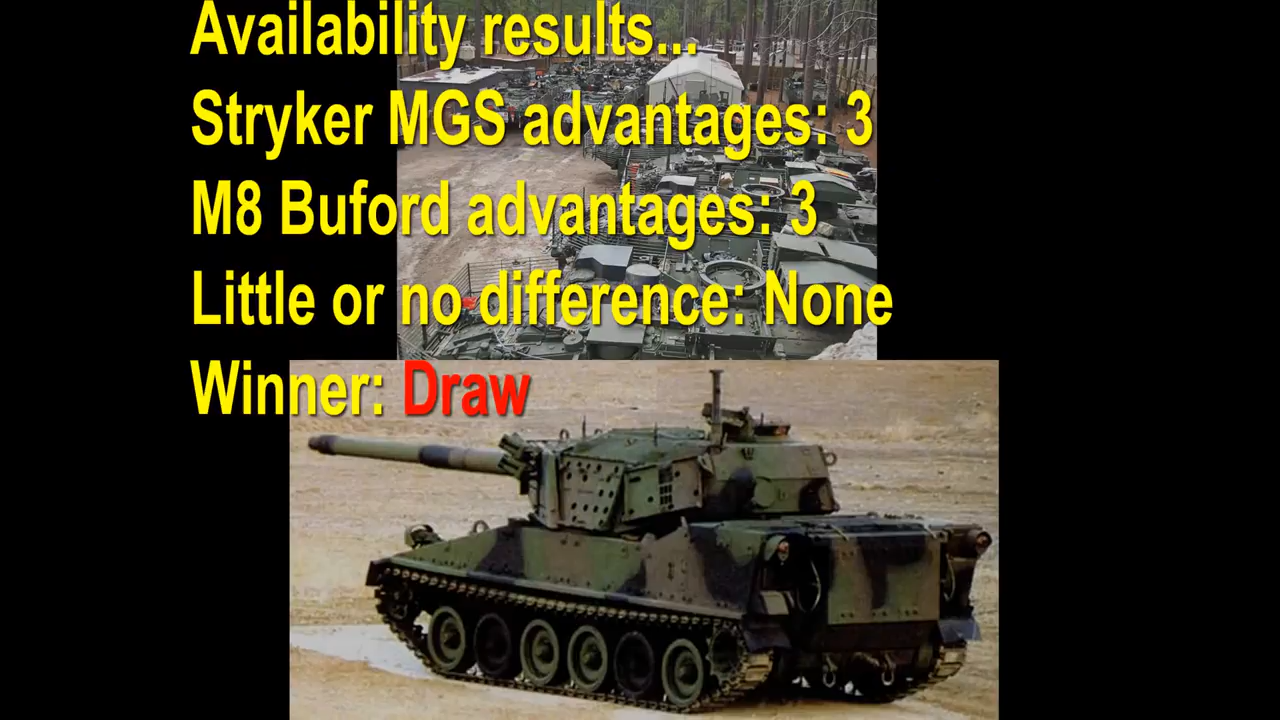 Availability results...
Stryker MGS advantages: 3
M8 Buford advantages: 3
Little or no difference: None
Winner: Draw